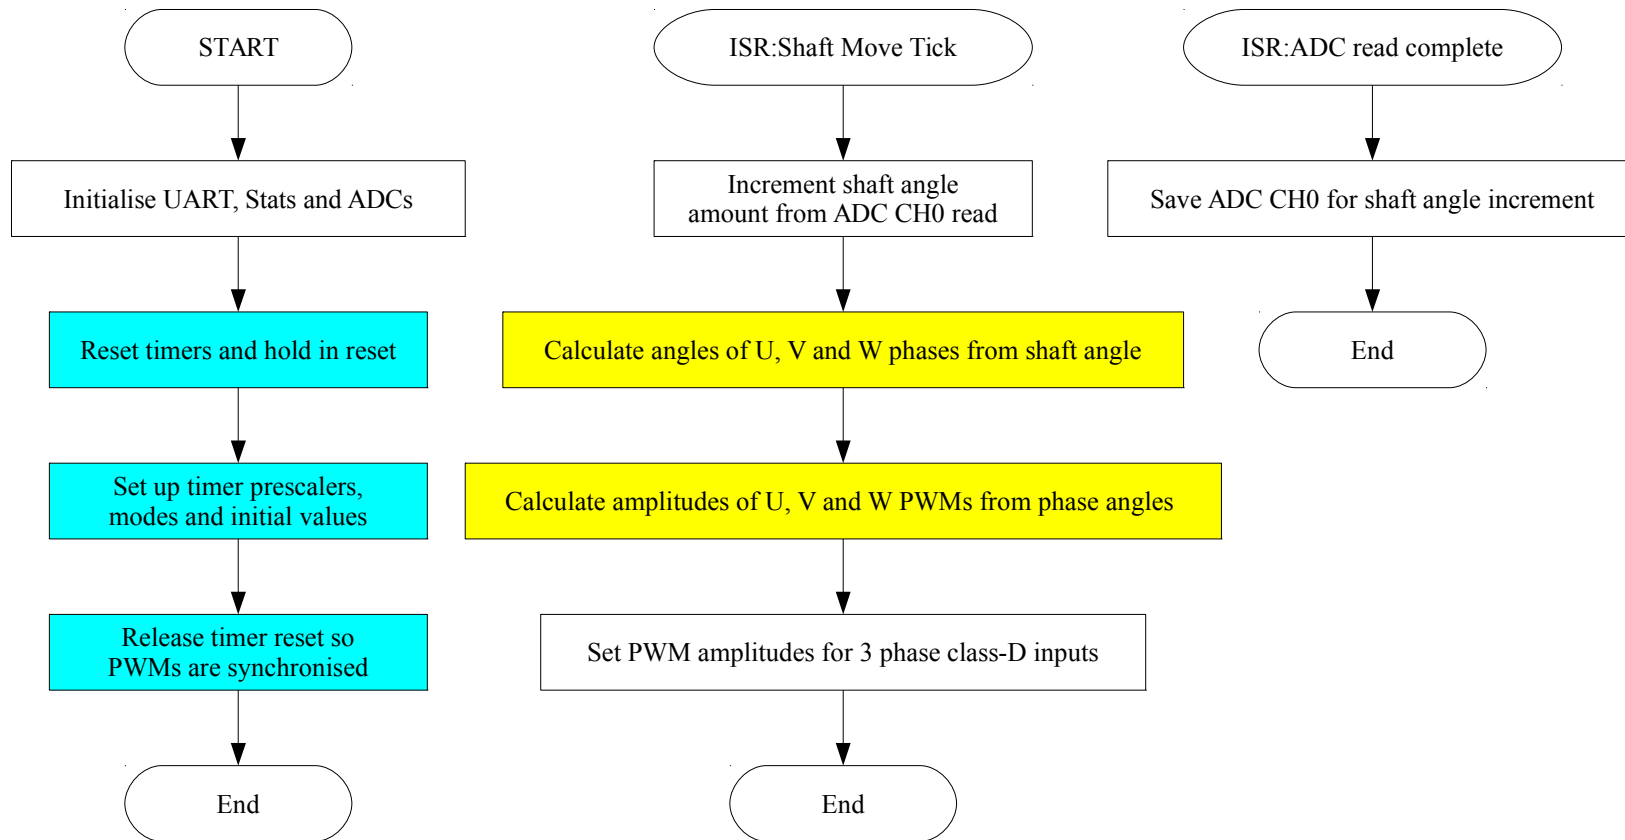 START
Initialise UART, Stats and ADCs
Reset timers and hold in reset
Set up timer prescalers,
modes and initial values
Release timer reset so
PWMs are synchronised
End
ISR:Shaft Move Tick
Increment shaft angle
amount from ADC CH0 read
Calculate angles of U, V and W phases from shaft angle
Calculate amplitudes of U, V and W PWMs from phase angles
Set PWM amplitudes for 3 phase class-D inputs
End
ISR:ADC read complete
Save ADC CH0 for shaft angle increment
End